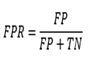 FPR = FP / (FP + TN)